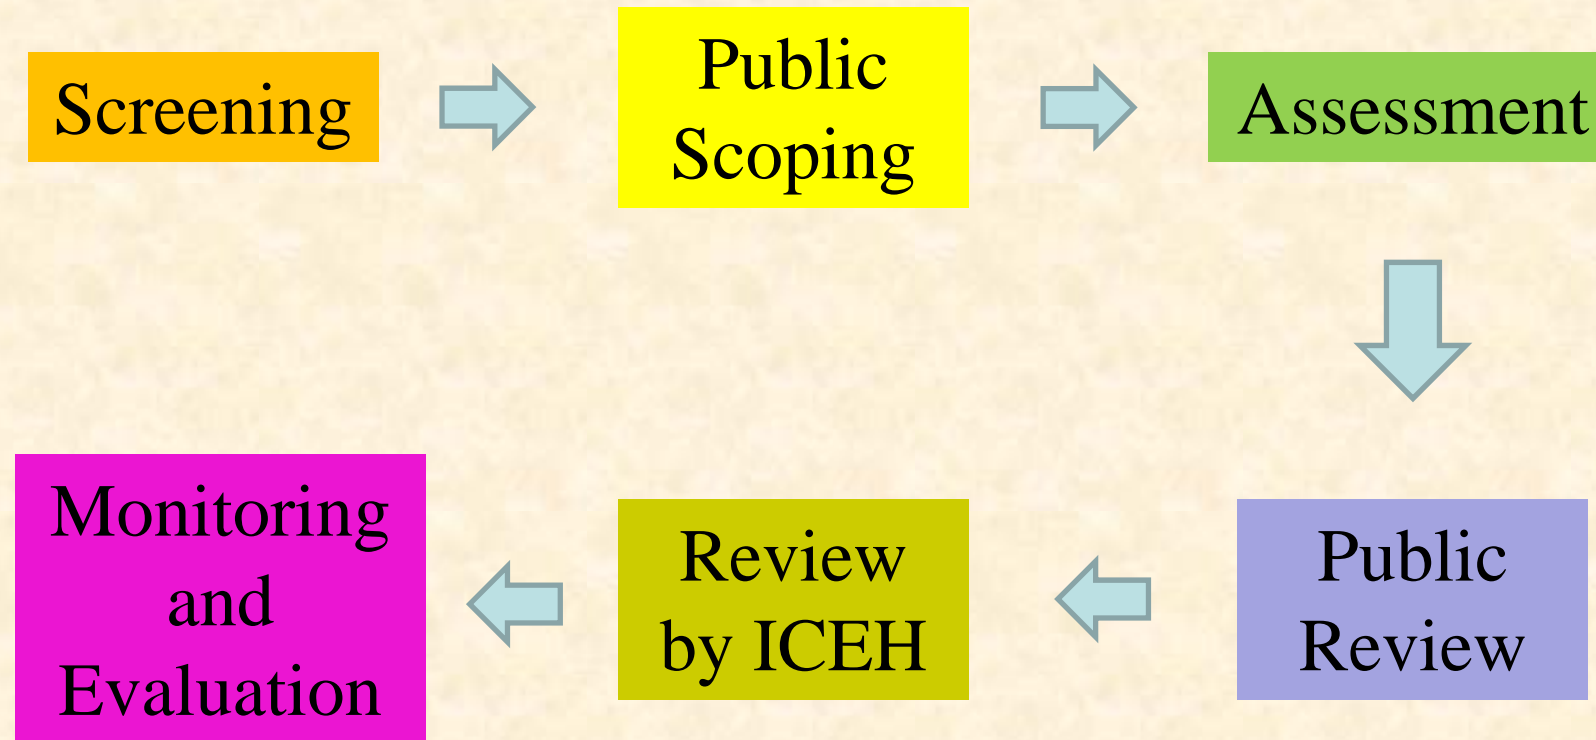 Screening
Public
Scoping
Assessment
Public
Review
Review
by ICEH
Monitoring
and
Evaluation